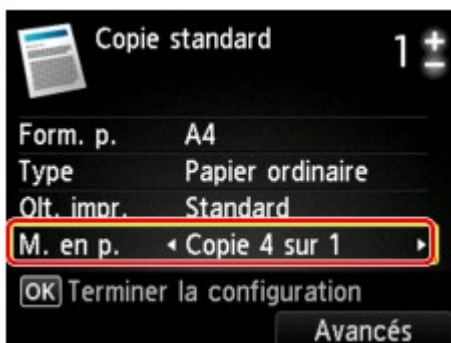 Copie standard
1 +
-
Form. p. A4
Type Papier ordinaire
Qlt. impr. Standard
M. en p. Copie 4 sur 1
OK Terminer la configuration
Avancés